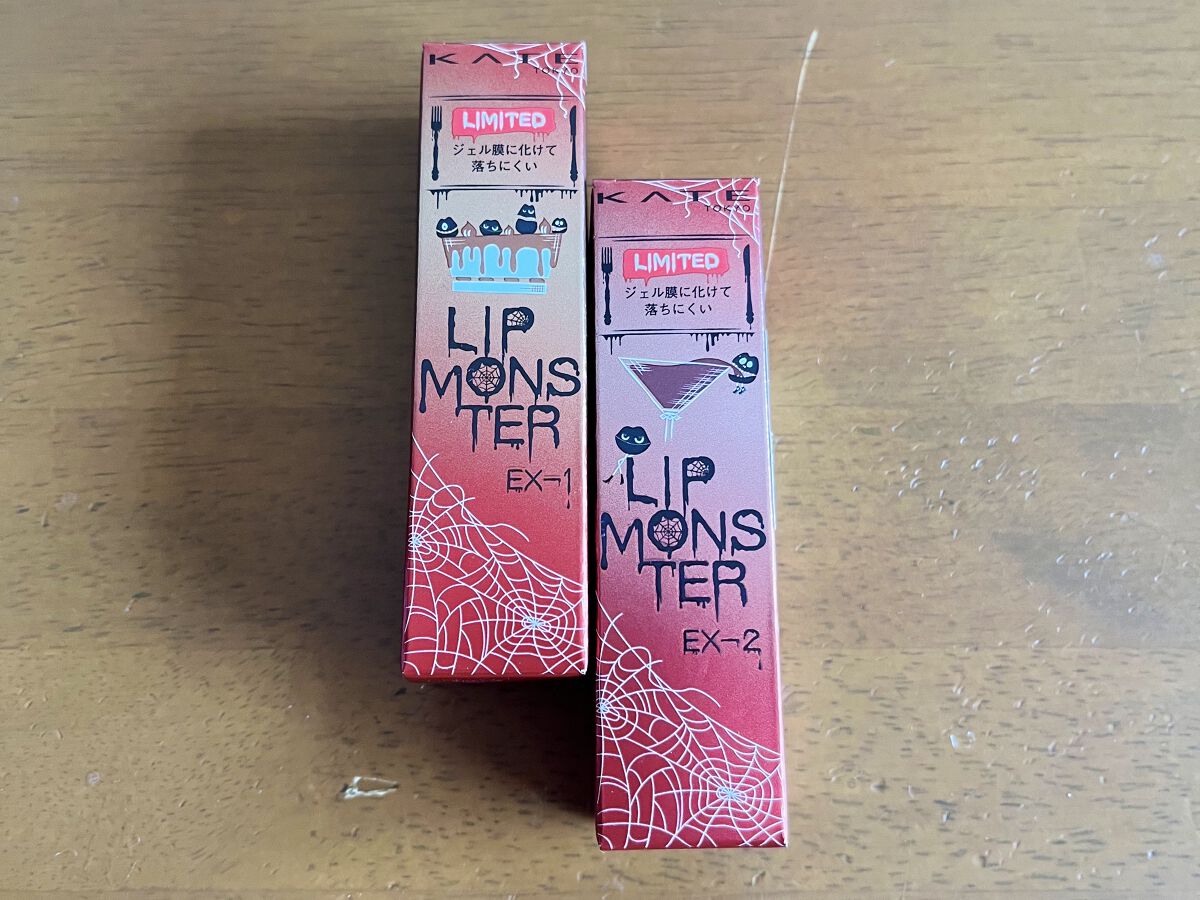 KATE
TOKYO
LIMITED
ジェル膜に化けて
落ちにくい
LIP
MONS
TER
EX-1
KATE
TOKYO
LIMITED
ジェル膜に化けて
落ちにくい
LIP
MONS
TER
EX-2